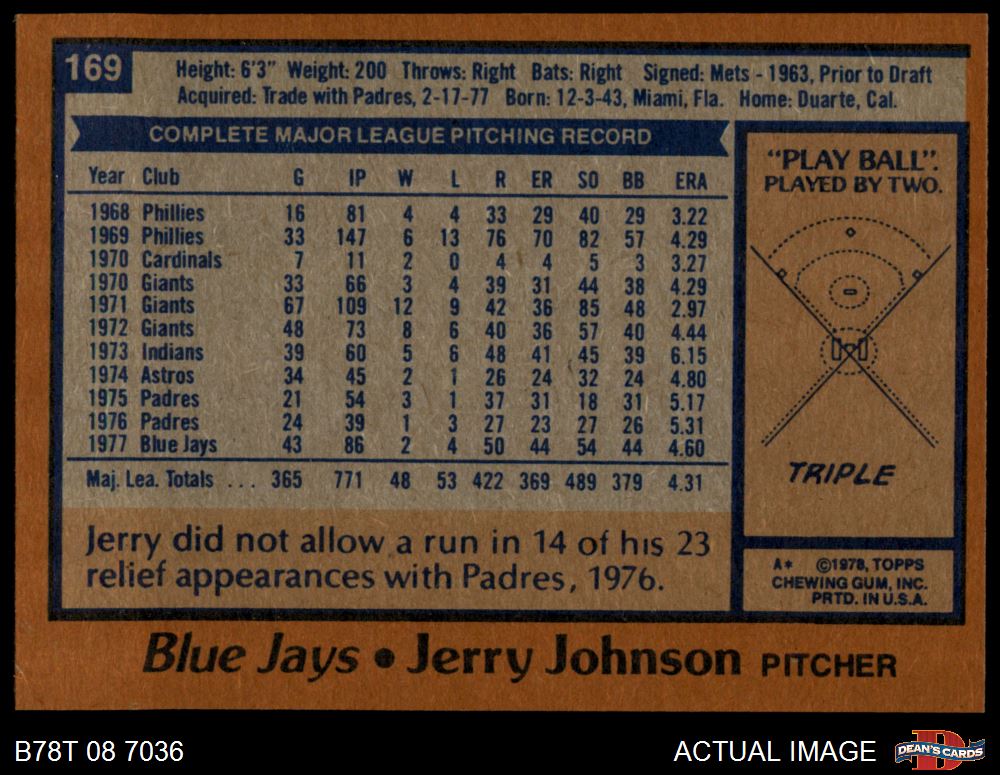 169
Height: 6'3" Weight: 200 Throws: Right Bats: Right Signed: Mets - 1963, Prior to Draft
Acquired: Trade with Padres, 2-17-77 Born: 12-3-43, Miami, Fla. Home: Duarte, Cal.
COMPLETE MAJOR LEAGUE PITCHING RECORD
Year Club G IP W L R ER SO BB ERA
1968 Phillies 16 81 4 4 33 29 40 29 3.22
1969 Phillies 33 147 6 13 76 70 82 57 4.29
1970 Cardinals 7 11 2 0 4 4 5 3 3.27
1970 Giants 33 66 3 4 39 31 44 38 4.29
1971 Giants 67 109 12 9 42 36 85 48 2.97
1972 Giants 48 73 8 6 40 36 57 40 4.44
1973 Indians 39 60 5 6 48 41 45 39 6.15
1974 Astros 34 45 2 1 26 24 32 24 4.80
1975 Padres 21 54 3 1 37 31 18 31 5.17
1976 Padres 24 39 1 3 27 23 27 26 5.31
1977 Blue Jays 43 86 2 4 50 44 54 44 4.60
Maj. Lea. Totals ... 365 771 48 53 422 369 489 379 4.31
Jerry did not allow a run in 14 of his 23
relief appearances with Padres, 1976.
"PLAY BALL".
PLAYED BY TWO.
TRIPLE
A* ©1978, TOPPS
CHEWING GUM, INC.
PRTD. IN U.S.A.
Blue Jays • Jerry Johnson PITCHER
B78T 08 7036
ACTUAL IMAGE
D
DEAN'S CARDS